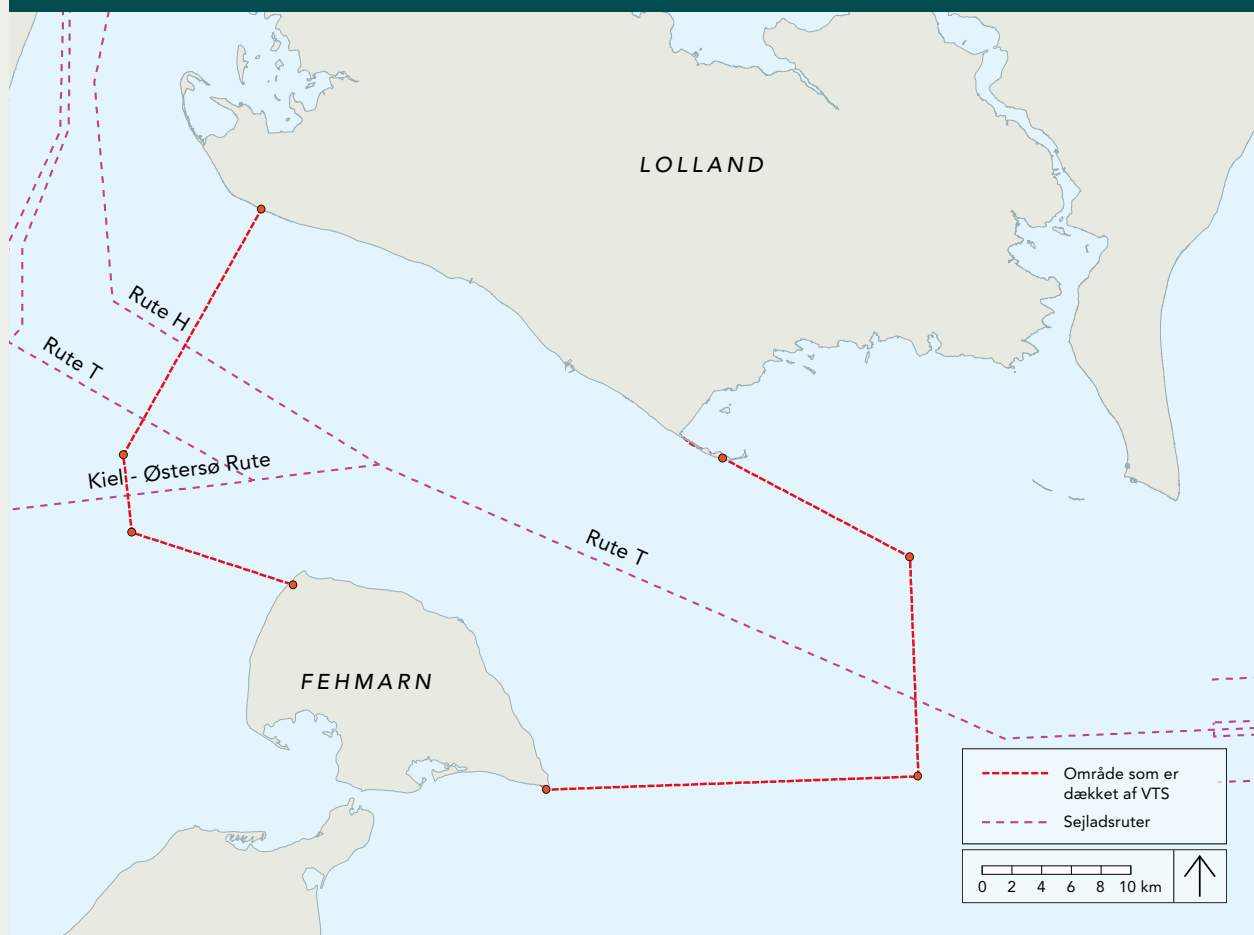 LOLLAND
Rute H
Rute T
Kiel - Østersø Rute
Rute T
FEHMARN
Område som er
dækket af VTS
Sejladsruter
0 2 4 6 8 10 km